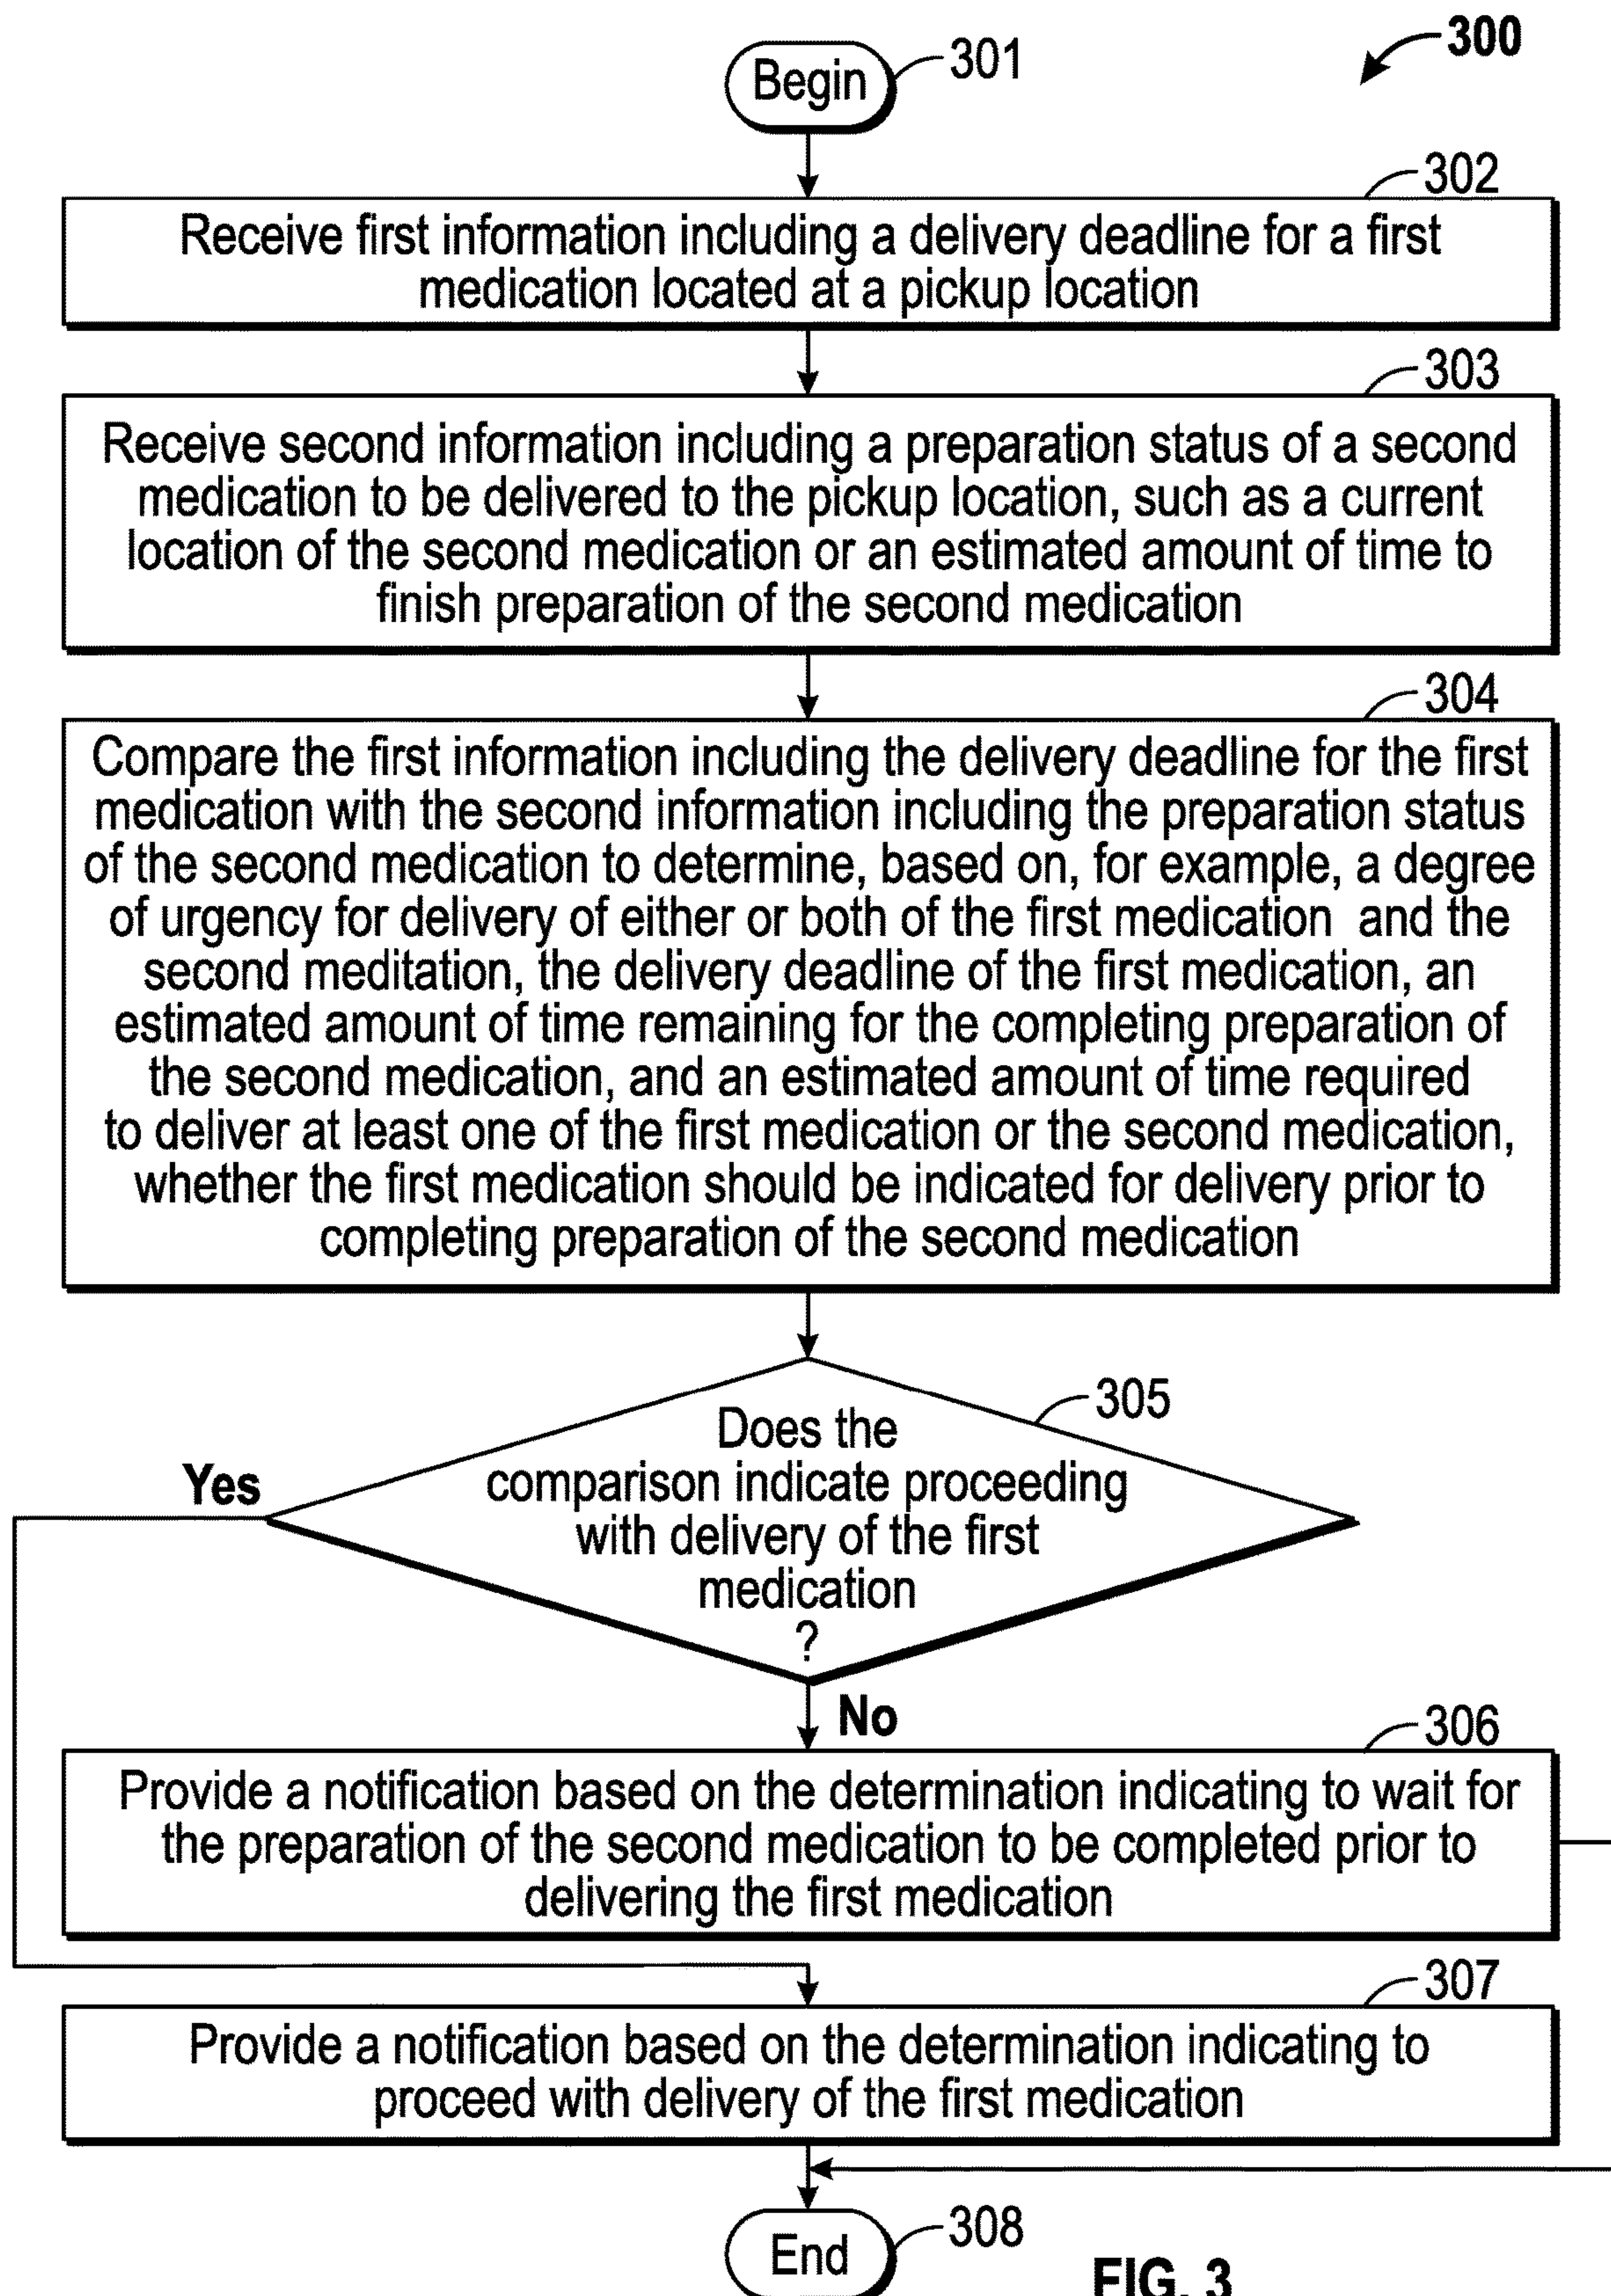 300
Begin
301
302
Receive first information including a delivery deadline for a first
medication located at a pickup location
303
Receive second information including a preparation status of a second
medication to be delivered to the pickup location, such as a current
location of the second medication or an estimated amount of time to
finish preparation of the second medication
304
Compare the first information including the delivery deadline for the first
medication with the second information including the preparation status
of the second medication to determine, based on, for example, a degree
of urgency for delivery of either or both of the first medication and the
second meditation, the delivery deadline of the first medication, an
estimated amount of time remaining for the completing preparation of
the second medication, and an estimated amount of time required
to deliver at least one of the first medication or the second medication,
whether the first medication should be indicated for delivery prior to
completing preparation of the second medication
305
Does the
comparison indicate proceeding
with delivery of the first
medication
?
Yes
No
306
Provide a notification based on the determination indicating to wait for
the preparation of the second medication to be completed prior to
delivering the first medication
307
Provide a notification based on the determination indicating to
proceed with delivery of the first medication
End
308
FIG. 3